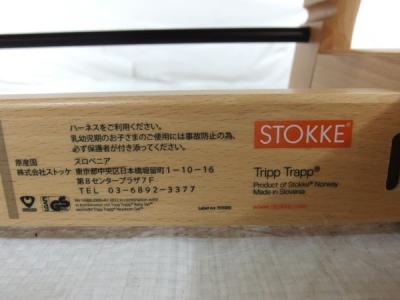 ハーネスをご利用ください。
乳幼児期のお子さまのご使用には事故防止の為、
必ず保護者が付き添ってください。
原産国 スロベニア
株式会社ストッケ 東京都中央区日本橋堀留町1-10-16
第8センタープラザ7F
TEL 03-6892-3377
STOKKE
Tripp Trapp®
Product of Stokke® Norway
Made in Slovenia
www.stokke.com